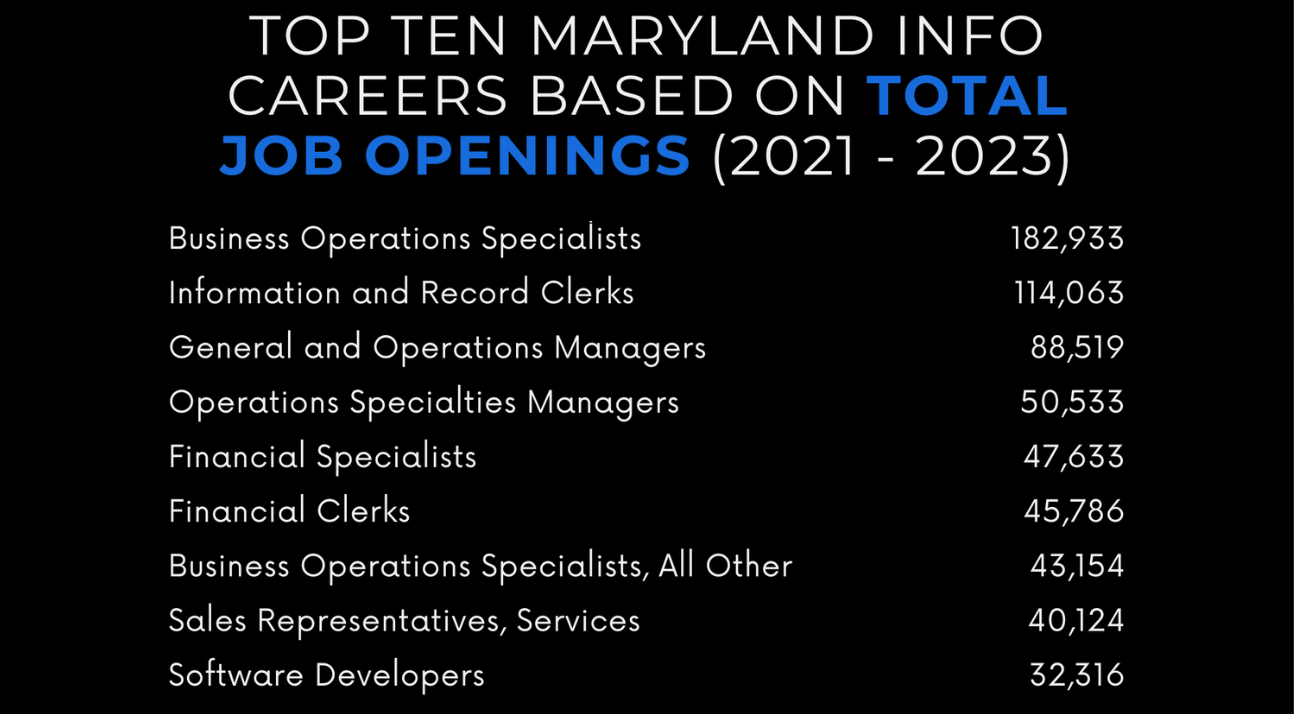 TOP TEN MARYLAND INFO
CAREERS BASED ON TOTAL
JOB OPENINGS (2021 - 2023)
Business Operations Specialists 182,933
Information and Record Clerks 114,063
General and Operations Managers 88,519
Operations Specialties Managers 50,533
Financial Specialists 47,633
Financial Clerks 45,786
Business Operations Specialists, All Other 43,154
Sales Representatives, Services 40,124
Software Developers 32,316